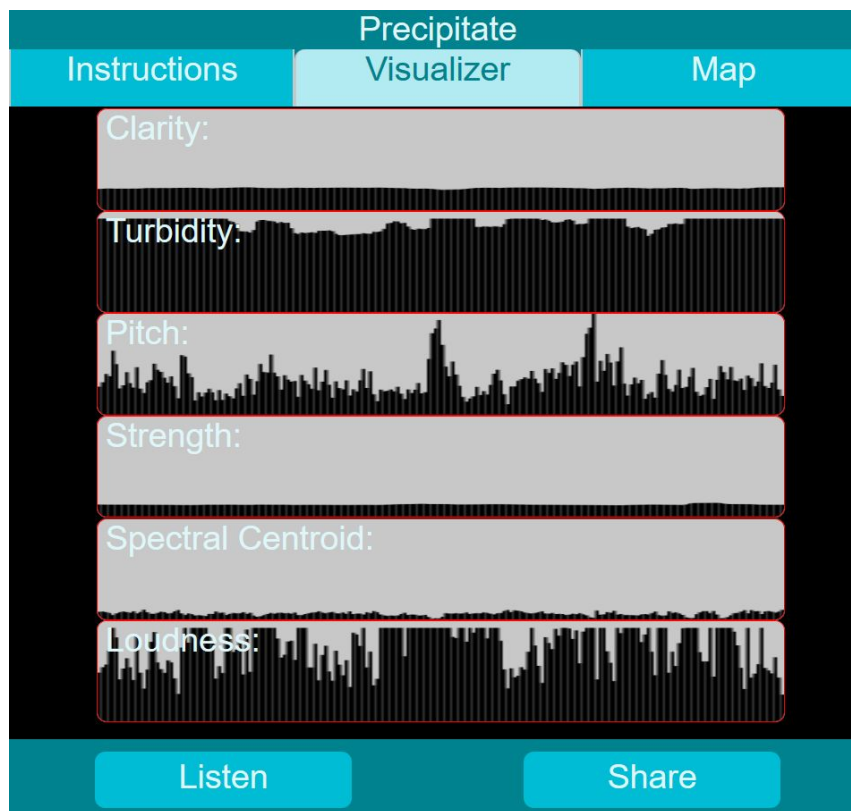 Precipitate
Instructions Visualizer Map
Clarity:
Turbidity:
Pitch:
Strength:
Spectral Centroid:
Loudness:
Listen Share